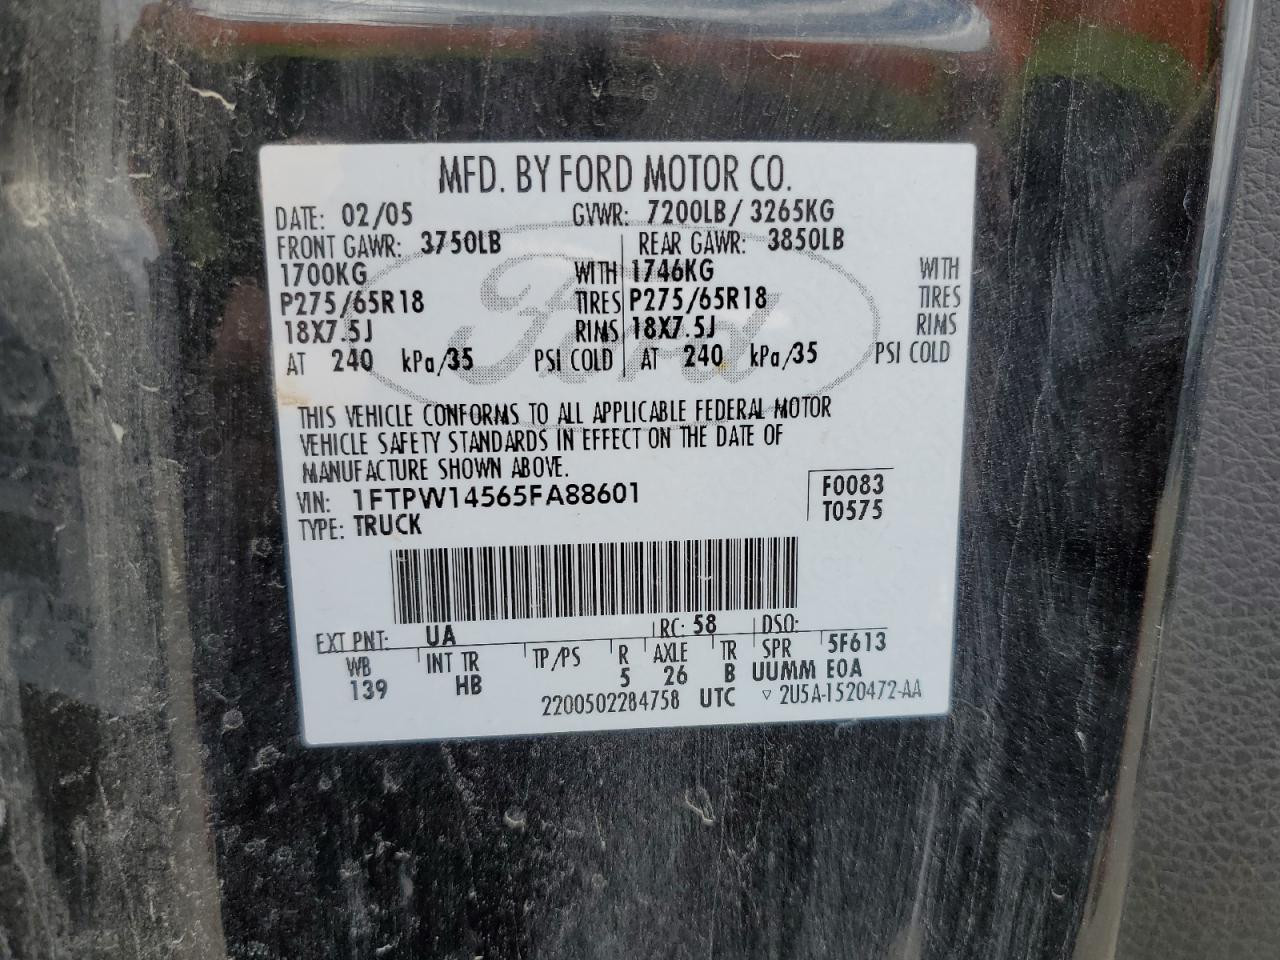 MFD. BY FORD MOTOR CO.
DATE: 02/05 GVWR: 7200LB/ 3265KG
FRONT GAWR: 3750LB REAR GAWR: 3850LB
1700KG WITH 1746KG WITH
P275/65R18 TIRES P275/65R18 TIRES
18X7.5J RIMS 18X7.5J RIMS
AT 240 kPa/35 PSI COLD AT 240 kPa/35 PSI COLD
Ford
THIS VEHICLE CONFORMS TO ALL APPLICABLE FEDERAL MOTOR
VEHICLE SAFETY STANDARDS IN EFFECT ON THE DATE OF
MANUFACTURE SHOWN ABOVE.
VIN: 1FTPW14565FA88601 F0083
TYPE: TRUCK T0575
EXT PNT: UA RC: 58 DSO:
WB INT TR TP/PS R AXLE TR SPR 5F613
139 HB 5 26 B UUMM E0A
2200502284758 UTC ▽ 2U5A-1520472-AA